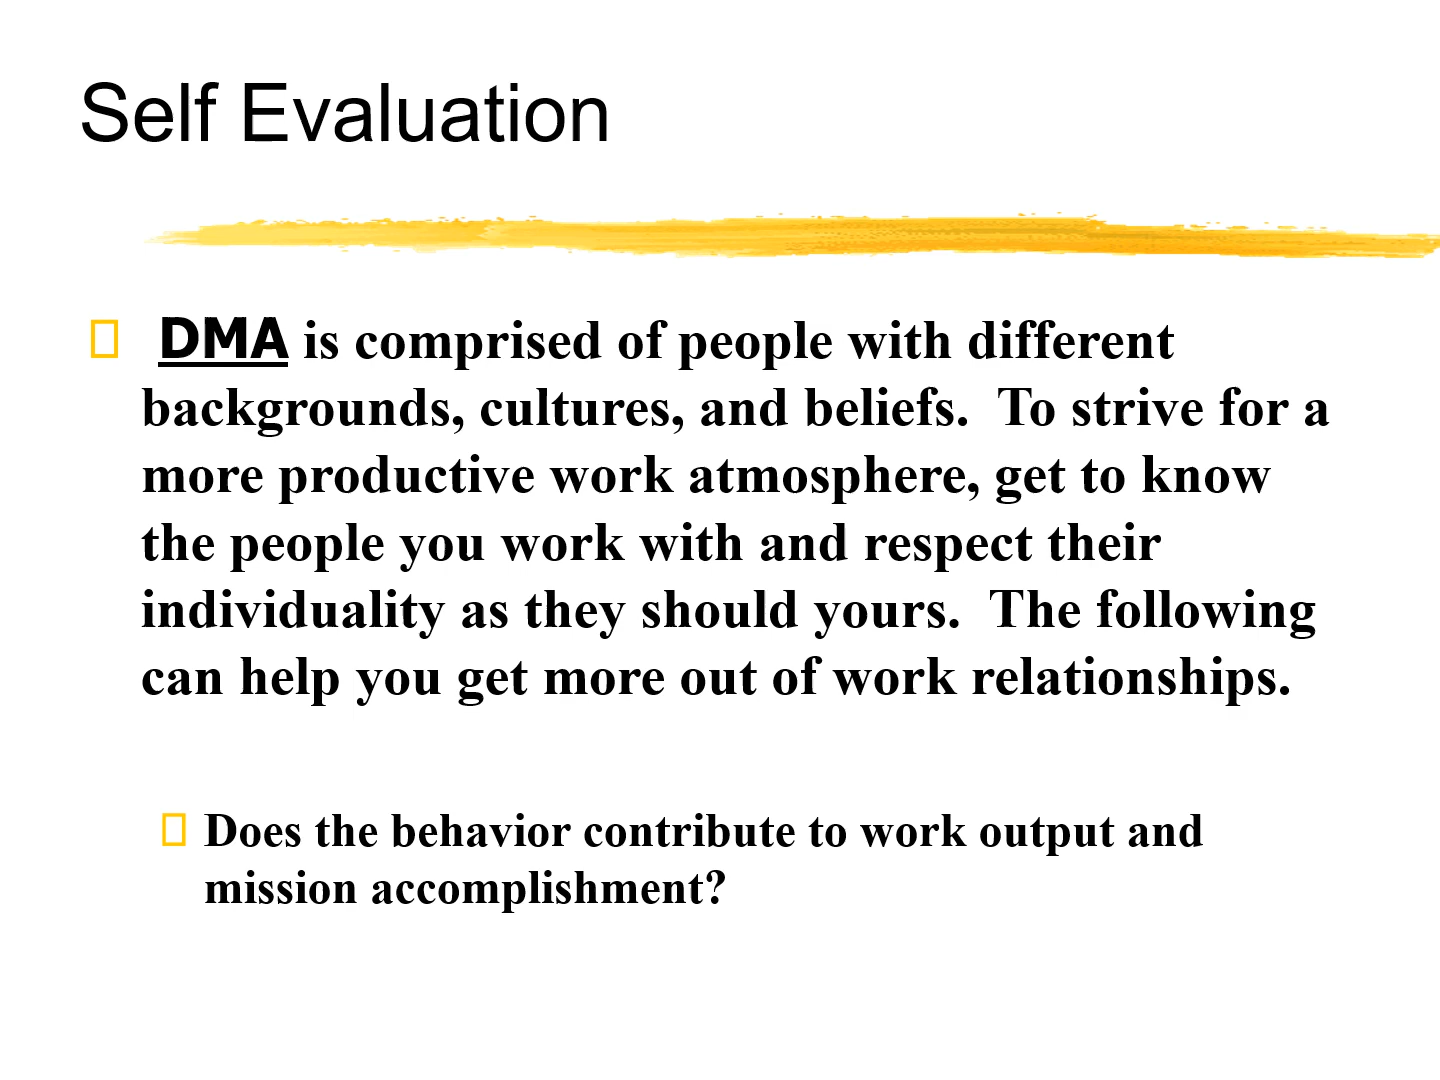 Self Evaluation
DMA is comprised of people with different
backgrounds, cultures, and beliefs.  To strive for a
more productive work atmosphere, get to know
the people you work with and respect their
individuality as they should yours.  The following
can help you get more out of work relationships.
Does the behavior contribute to work output and
mission accomplishment?